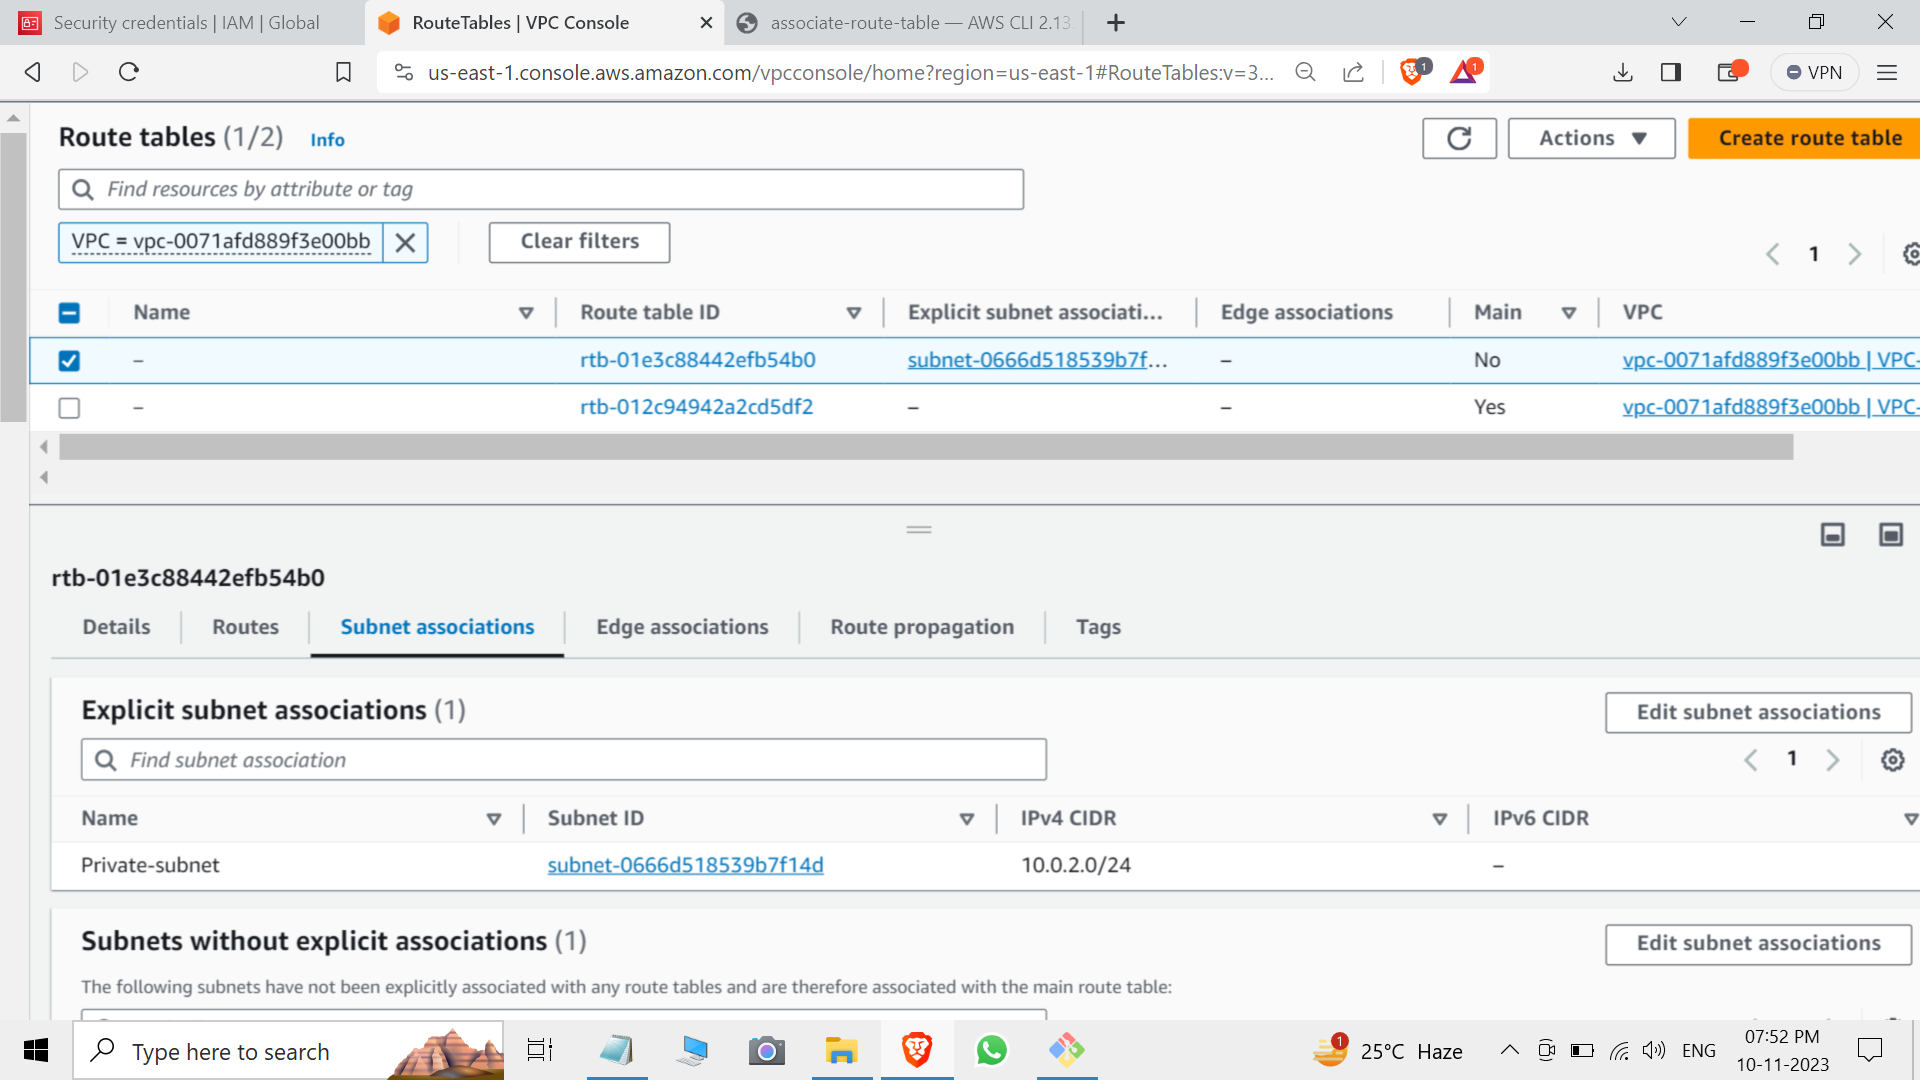 Security credentials | IAM | Global
RouteTables | VPC Console
associate-route-table — AWS CLI 2.13.
us-east-1.console.aws.amazon.com/vpcconsole/home?region=us-east-1#RouteTables:v=3...
1
1
VPN
Route tables (1/2) Info
Actions
Create route table
Find resources by attribute or tag
VPC = vpc-0071afd889f3e00bb
Clear filters
1
Name Route table ID Explicit subnet associati... Edge associations Main VPC
– rtb-01e3c88442efb54b0 subnet-0666d518539b7f... – No vpc-0071afd889f3e00bb | VPC-
– rtb-012c94942a2cd5df2 – – Yes vpc-0071afd889f3e00bb | VPC-
rtb-01e3c88442efb54b0
Details Routes Subnet associations Edge associations Route propagation Tags
Explicit subnet associations (1)
Edit subnet associations
Find subnet association
1
Name Subnet ID IPv4 CIDR IPv6 CIDR
Private-subnet subnet-0666d518539b7f14d 10.0.2.0/24 –
Subnets without explicit associations (1)
Edit subnet associations
The following subnets have not been explicitly associated with any route tables and are therefore associated with the main route table:
Type here to search
1
25°C Haze
ENG
07:52 PM
10-11-2023